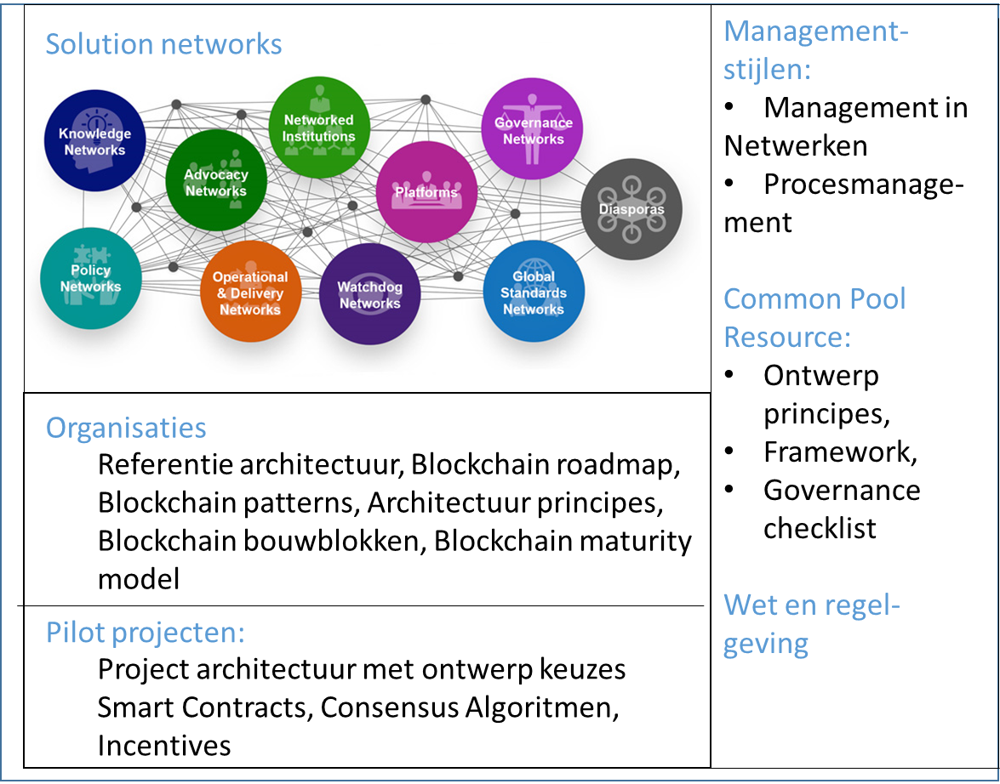 Solution networks
Knowledge
Networks
Advocacy
Networks
Networked
Institutions
Platforms
Governance
Networks
Diasporas
Policy
Networks
Operational
& Delivery
Networks
Watchdog
Networks
Global
Standards
Networks
Organisaties
Referentie architectuur, Blockchain roadmap,
Blockchain patterns, Architectuur principes,
Blockchain bouwblokken, Blockchain maturity
model
Pilot projecten:
Project architectuur met ontwerp keuzes
Smart Contracts, Consensus Algoritmen,
Incentives
Management-
stijlen:
• Management in
Netwerken
• Procesmanage-
ment
Common Pool
Resource:
• Ontwerp
principes,
• Framework,
• Governance
checklist
Wet en regel-
geving